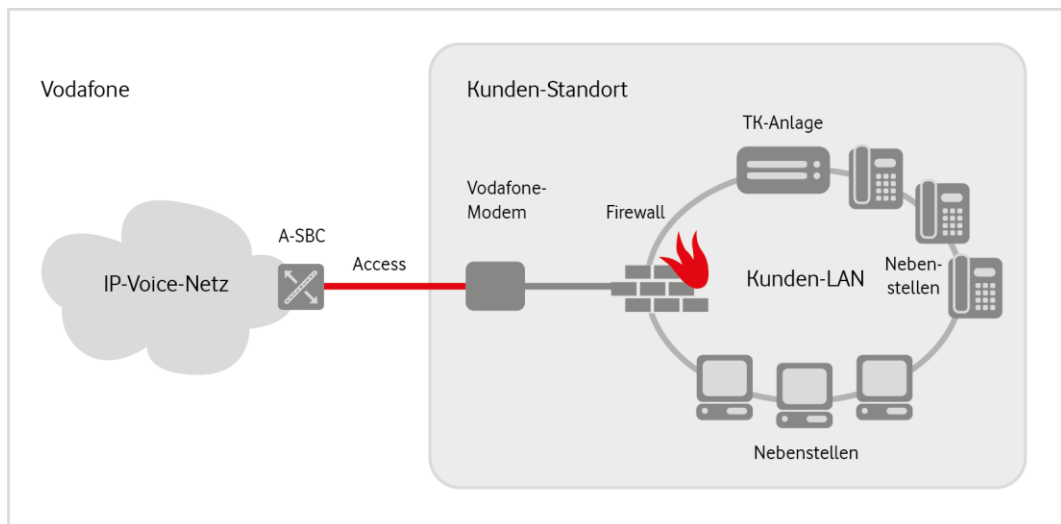 Vodafone
Kunden-Standort
TK-Anlage
Vodafone-
Modem
Firewall
A-SBC
Access
IP-Voice-Netz
Kunden-LAN
Neben-
stellen
Nebenstellen